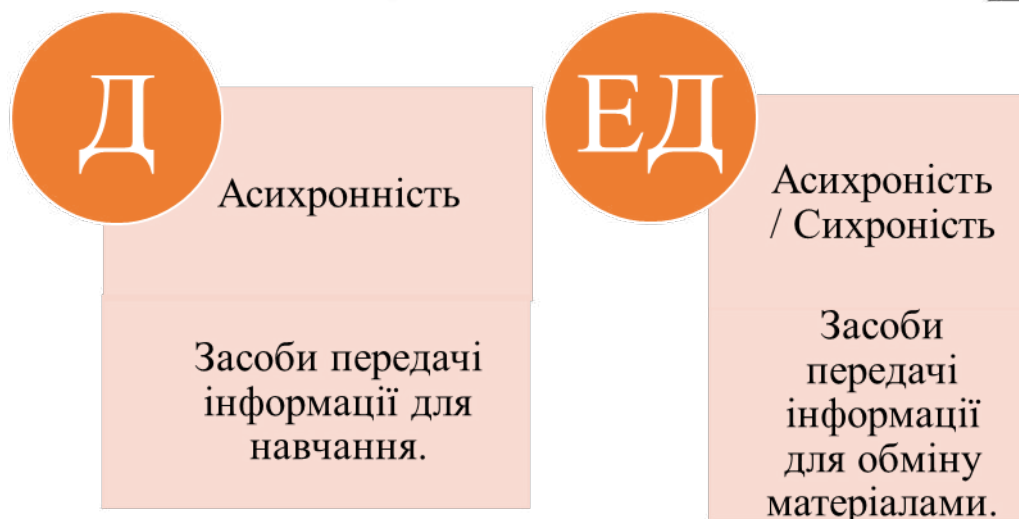 Д
Асихронність
Засоби передачі
інформації для
навчання.
ЕД
Асихроність
/ Сихроність
Засоби
передачі
інформації
для обміну
матеріалами.